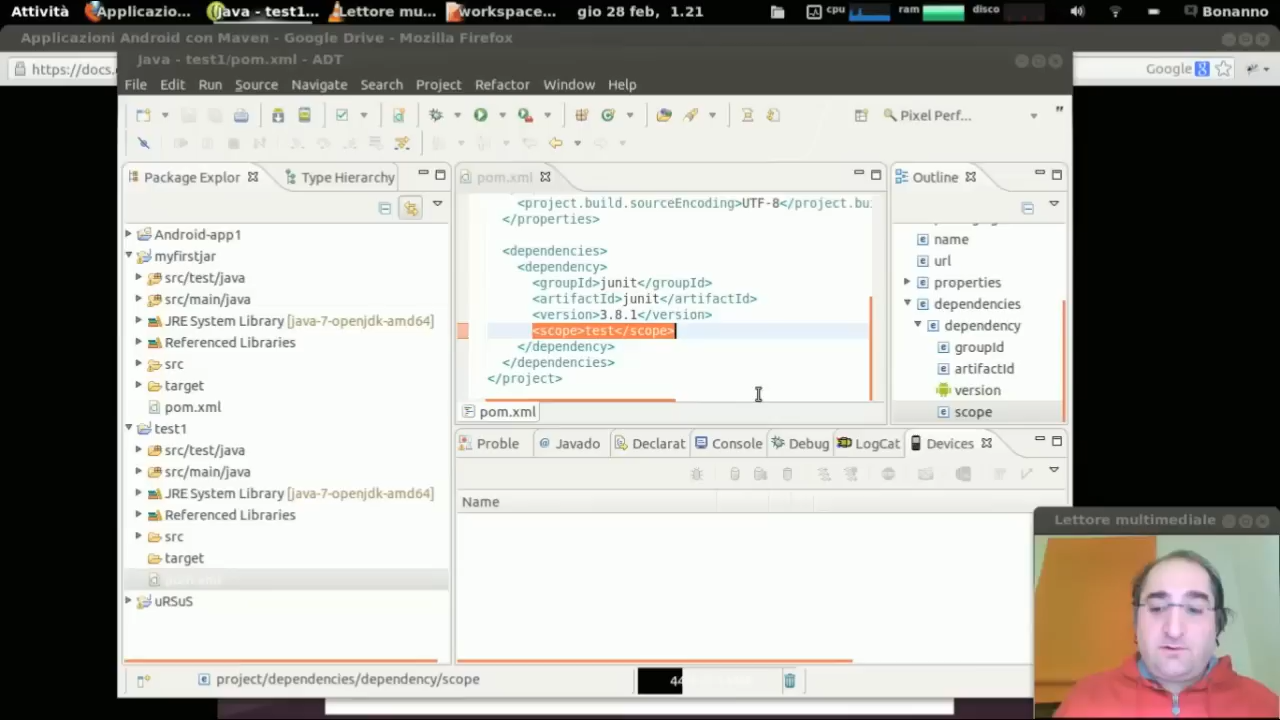 Attività Applicazio... Java - test1... Lettore mu... workspace... gio 28 feb, 1.21 cpu ram disco Bonanno
Applicazioni Android con Maven - Google Drive - Mozilla Firefox
https://docs. Google
Java - test1/pom.xml - ADT
File Edit Run Source Navigate Search Project Refactor Window Help
Pixel Perf... "
Package Explor Type Hierarchy
Android-app1
myfirstjar
src/test/java
src/main/java
JRE System Library [java-7-openjdk-amd64]
Referenced Libraries
src
target
pom.xml
test1
src/test/java
src/main/java
JRE System Library [java-7-openjdk-amd64]
Referenced Libraries
src
target
pom.xml
uRSuS
pom.xml
<project.build.sourceEncoding>UTF-8</project.bu
</properties>
<dependencies>
<dependency>
<groupId>junit</groupId>
<artifactId>junit</artifactId>
<version>3.8.1</version>
<scope>test</scope>
</dependency>
</dependencies>
</project>
pom.xml
Outline
name
url
properties
dependencies
dependency
groupId
artifactId
version
scope
Proble Javado Declarat Console Debug LogCat Devices
Name
project/dependencies/dependency/scope
Lettore multimediale